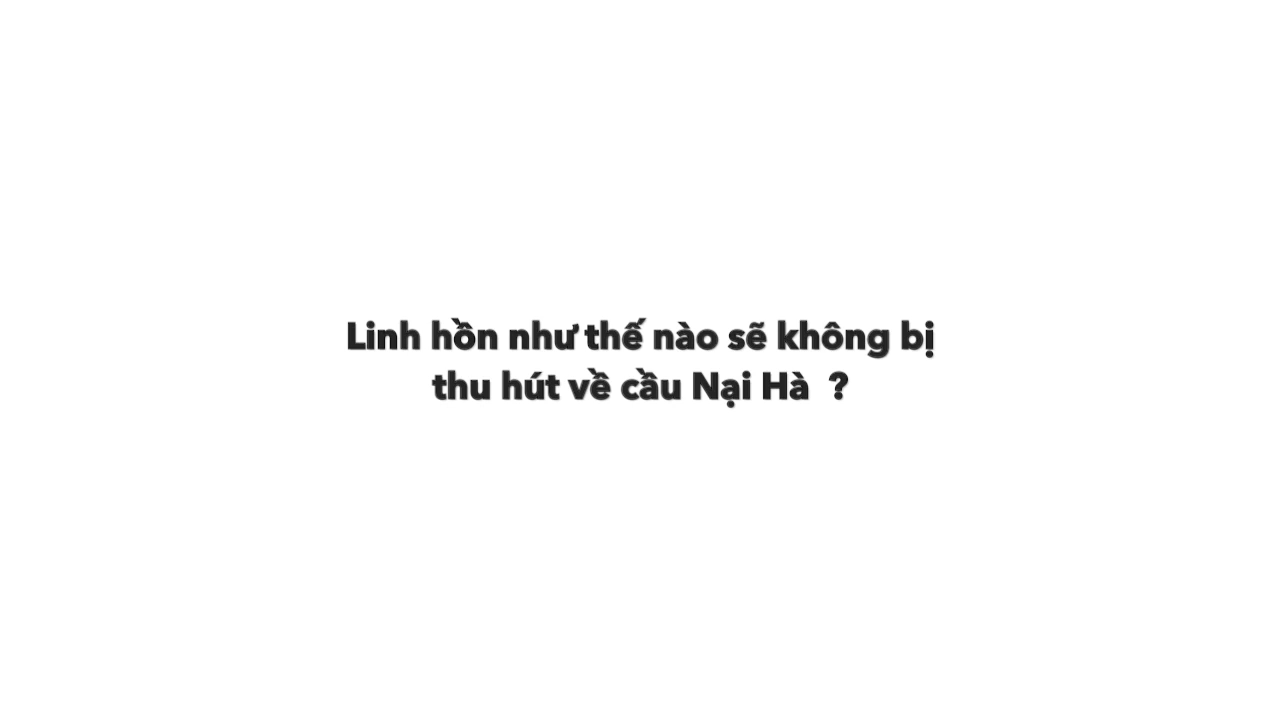 Linh hồn như thế nào sẽ không bị
thu hút về cầu Nại Hà  ?